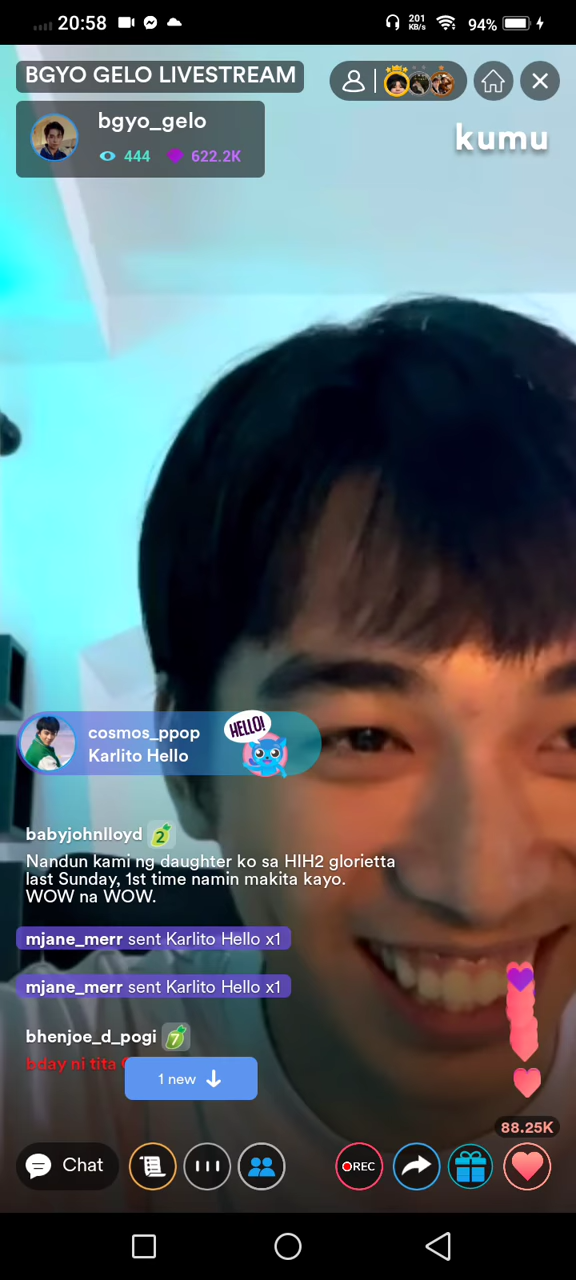 20:58
201
KB/s
94%
BGYO GELO LIVESTREAM
bgyo_gelo
444
622.2K
kumu
cosmos_ppop
Karlito Hello
HELLO!
babyjohnlloyd 2
Nandun kami ng daughter ko sa HIH2 glorietta
last Sunday, 1st time namin makita kayo.
WOW na WOW.
mjane_merr sent Karlito Hello x1
mjane_merr sent Karlito Hello x1
bhenjoe_d_pogi 7
bday ni tita
1 new
88.25K
Chat
REC